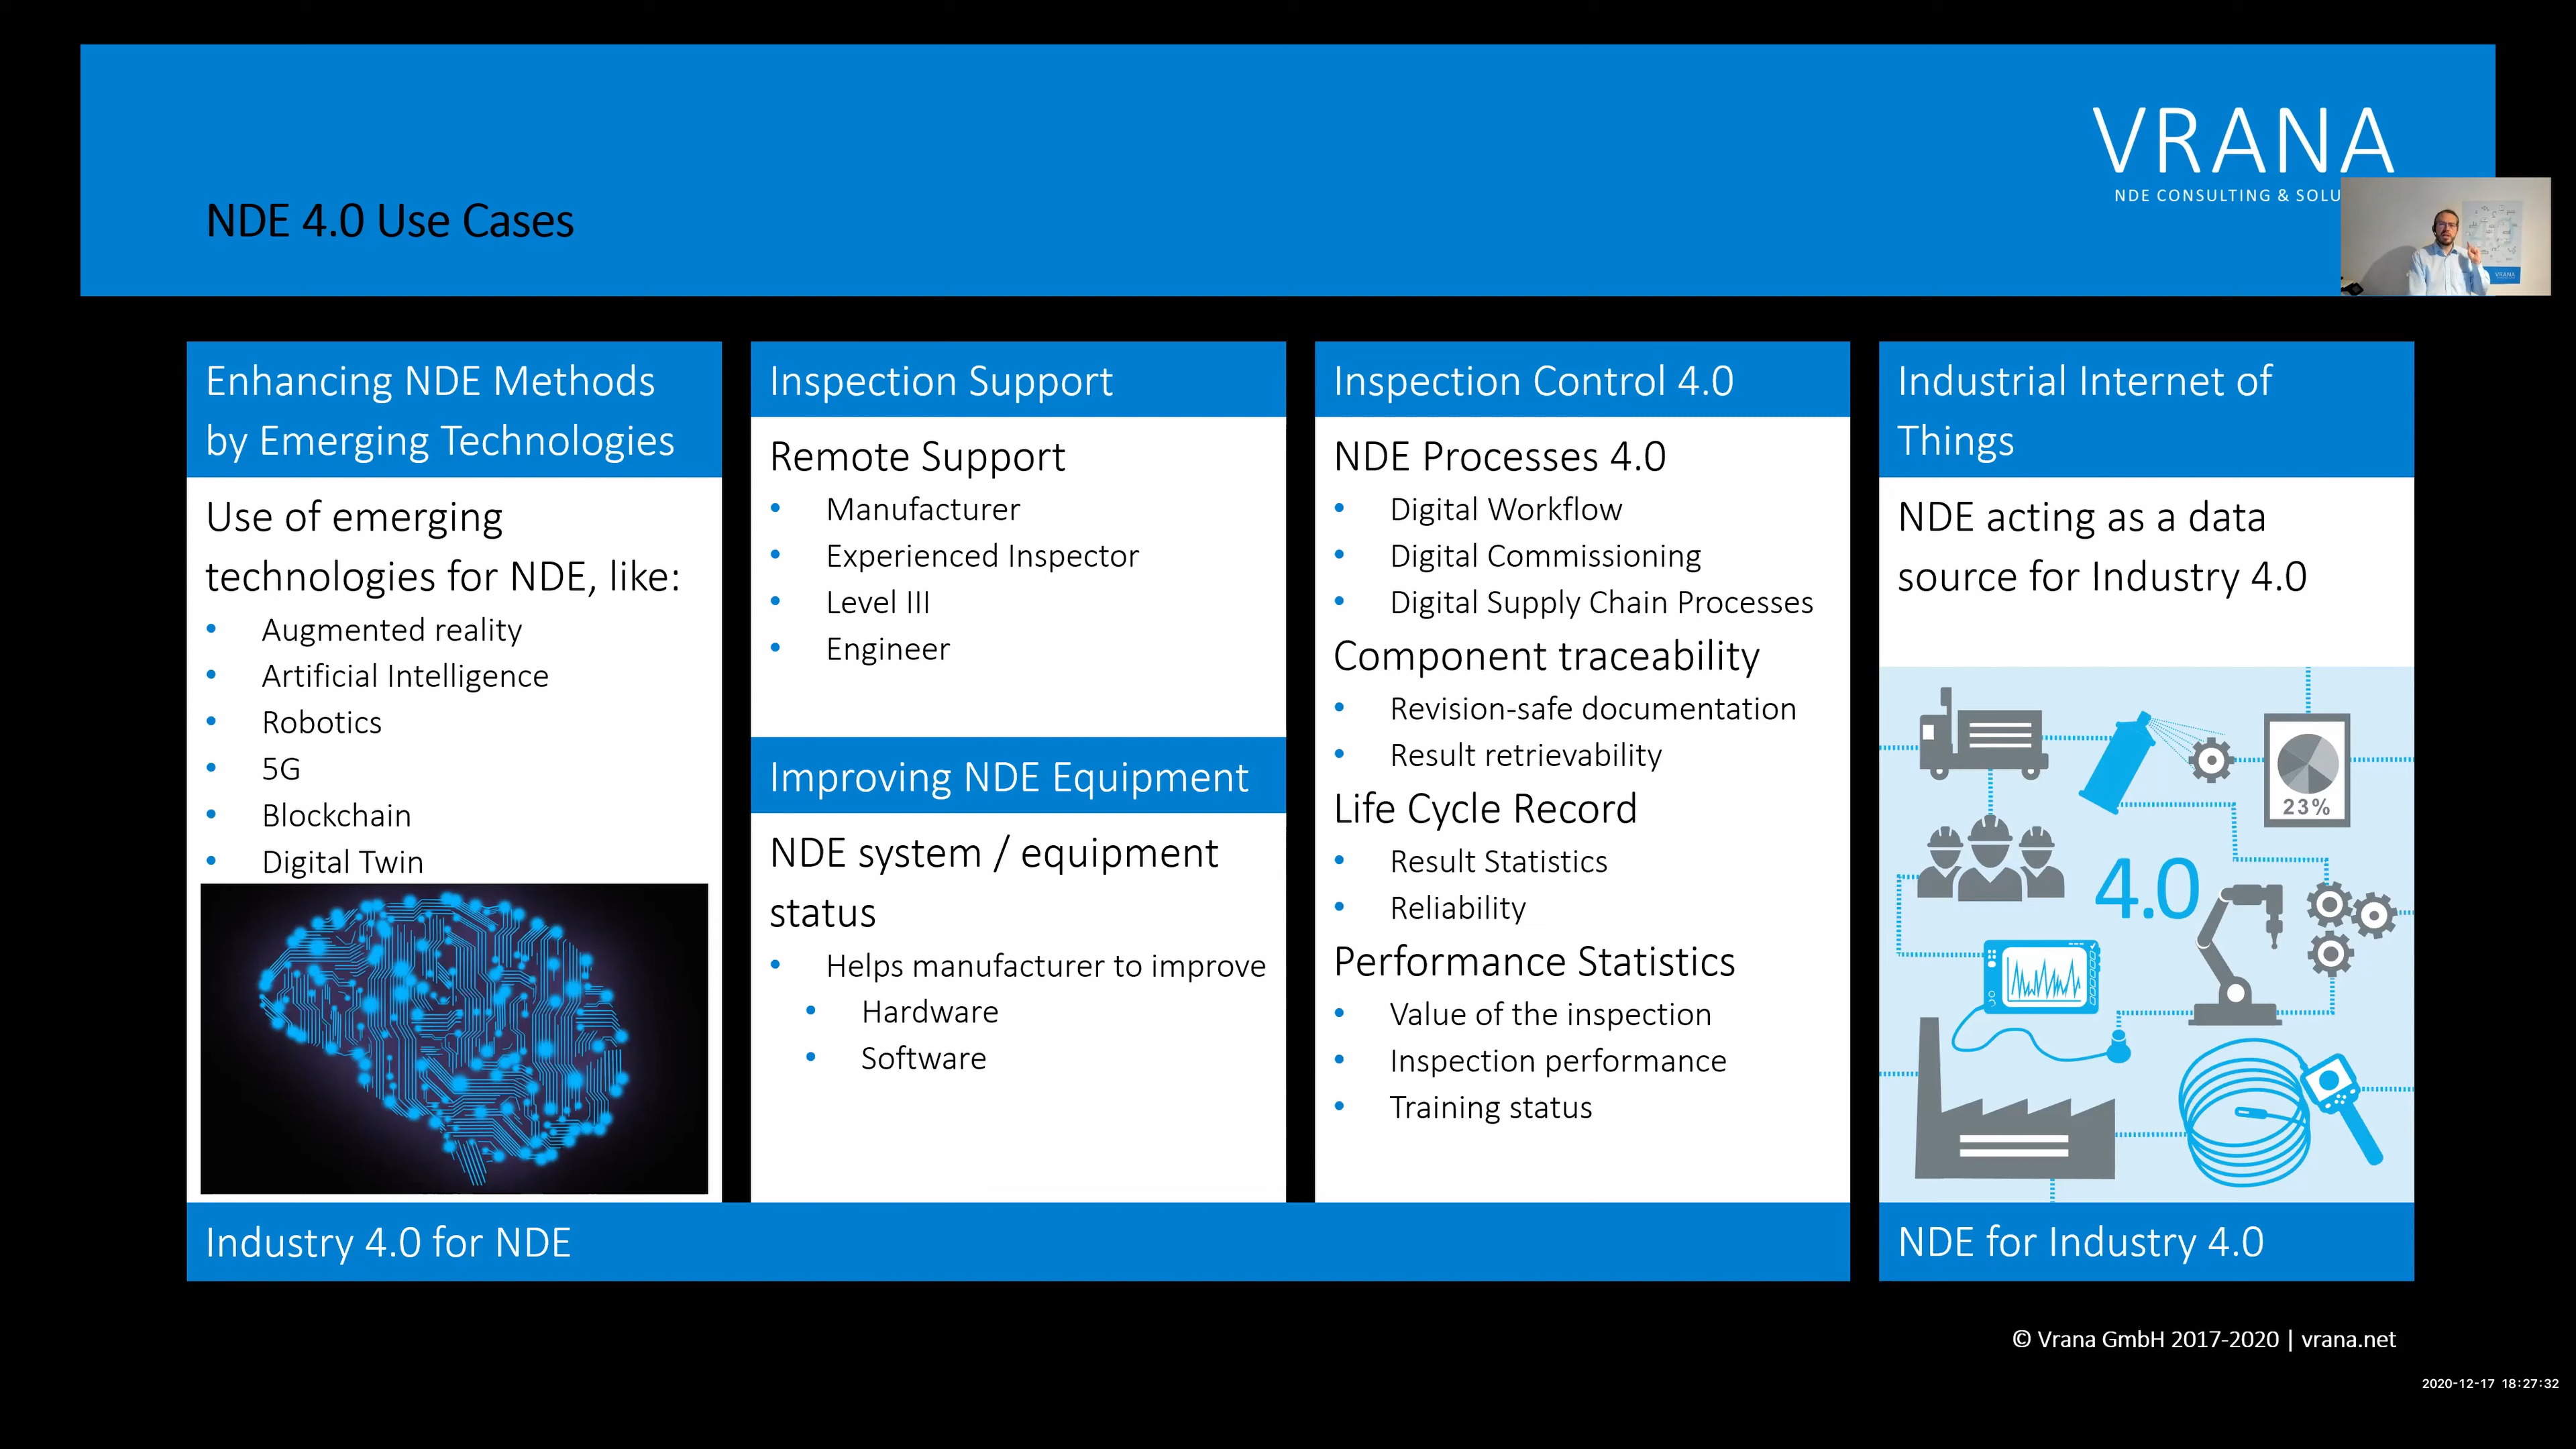 VRANA
NDE CONSULTING & SOLU
NDE 4.0 Use Cases
VRANA
Enhancing NDE Methods
by Emerging Technologies
Use of emerging
technologies for NDE, like:
• Augmented reality
• Artificial Intelligence
• Robotics
• 5G
• Blockchain
• Digital Twin
Inspection Support
Remote Support
• Manufacturer
• Experienced Inspector
• Level III
• Engineer
Improving NDE Equipment
NDE system / equipment
status
• Helps manufacturer to improve
• Hardware
• Software
Inspection Control 4.0
NDE Processes 4.0
• Digital Workflow
• Digital Commissioning
• Digital Supply Chain Processes
Component traceability
• Revision-safe documentation
• Result retrievability
Life Cycle Record
• Result Statistics
• Reliability
Performance Statistics
• Value of the inspection
• Inspection performance
• Training status
Industry 4.0 for NDE
Industrial Internet of
Things
NDE acting as a data
source for Industry 4.0
23%
4.0
NDE for Industry 4.0
© Vrana GmbH 2017-2020 | vrana.net
2020-12-17 18:27:32